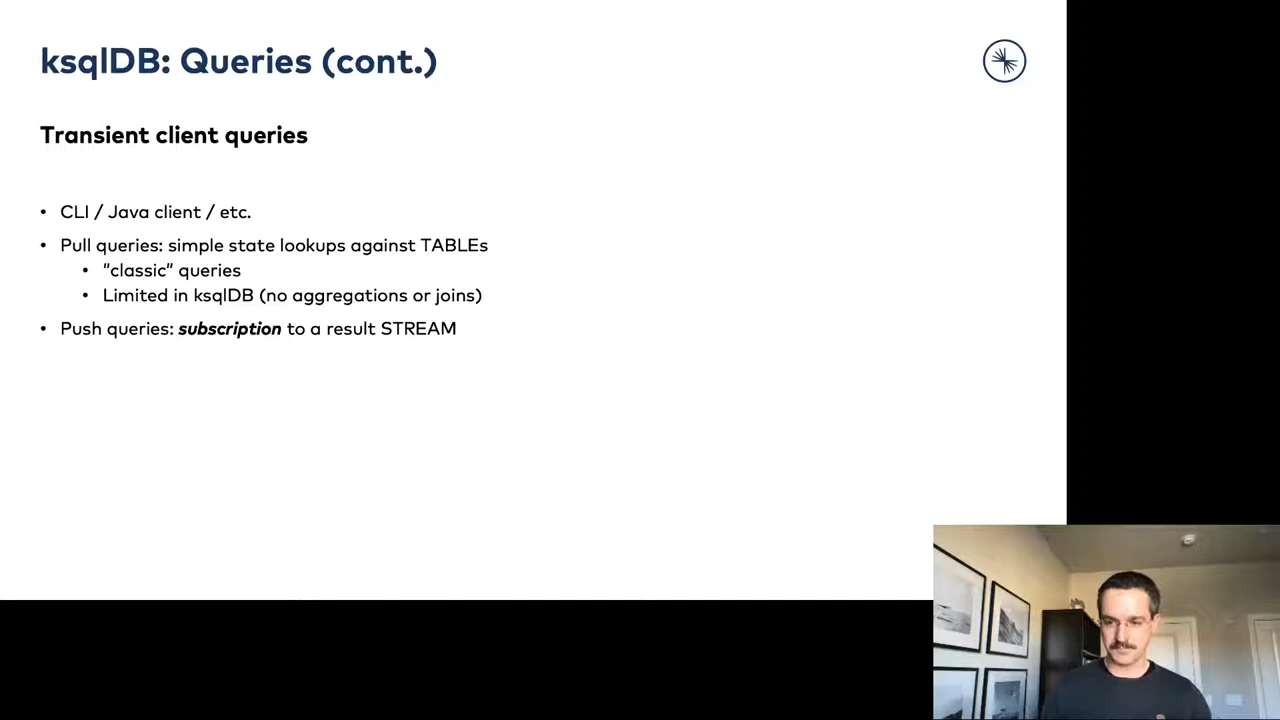 ksqlDB: Queries (cont.)
Transient client queries
• CLI / Java client / etc.
• Pull queries: simple state lookups against TABLEs
• "classic" queries
• Limited in ksqlDB (no aggregations or joins)
• Push queries: subscription to a result STREAM